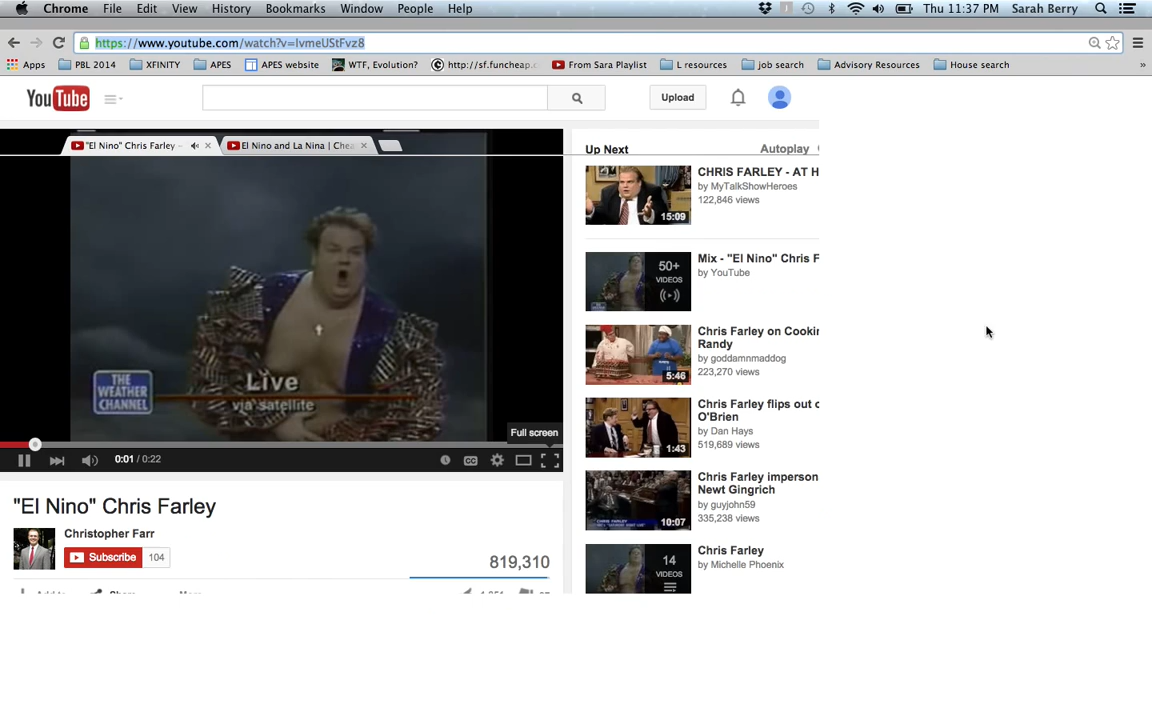 Chrome File Edit View History Bookmarks Window People Help Thu 11:37 PM Sarah Berry
https://www.youtube.com/watch?v=IvmeUStFvz8
Apps PBL 2014 XFINITY APES APES website WTF, Evolution? http://sf.funcheap.c From Sara Playlist L resources job search Advisory Resources House search »
YouTube Upload
"El Nino" Chris Farley – El Nino and La Nina | Chea
Up Next Autoplay
CHRIS FARLEY - AT H
by MyTalkShowHeroes
122,846 views
15:09
Mix - "El Nino" Chris F
by YouTube
50+
VIDEOS
Chris Farley on Cookin
Randy
by goddamnmaddog
223,270 views
5:46
Chris Farley flips out o
O'Brien
by Dan Hays
519,689 views
1:43
Chris Farley imperson
Newt Gingrich
by guyjohn59
335,238 views
10:07
Chris Farley
by Michelle Phoenix
14
VIDEOS
THE
WEATHER
CHANNEL
Live
via satellite
Full screen
0:01 / 0:22
CC
"El Nino" Chris Farley
Christopher Farr
Subscribe 104
819,310